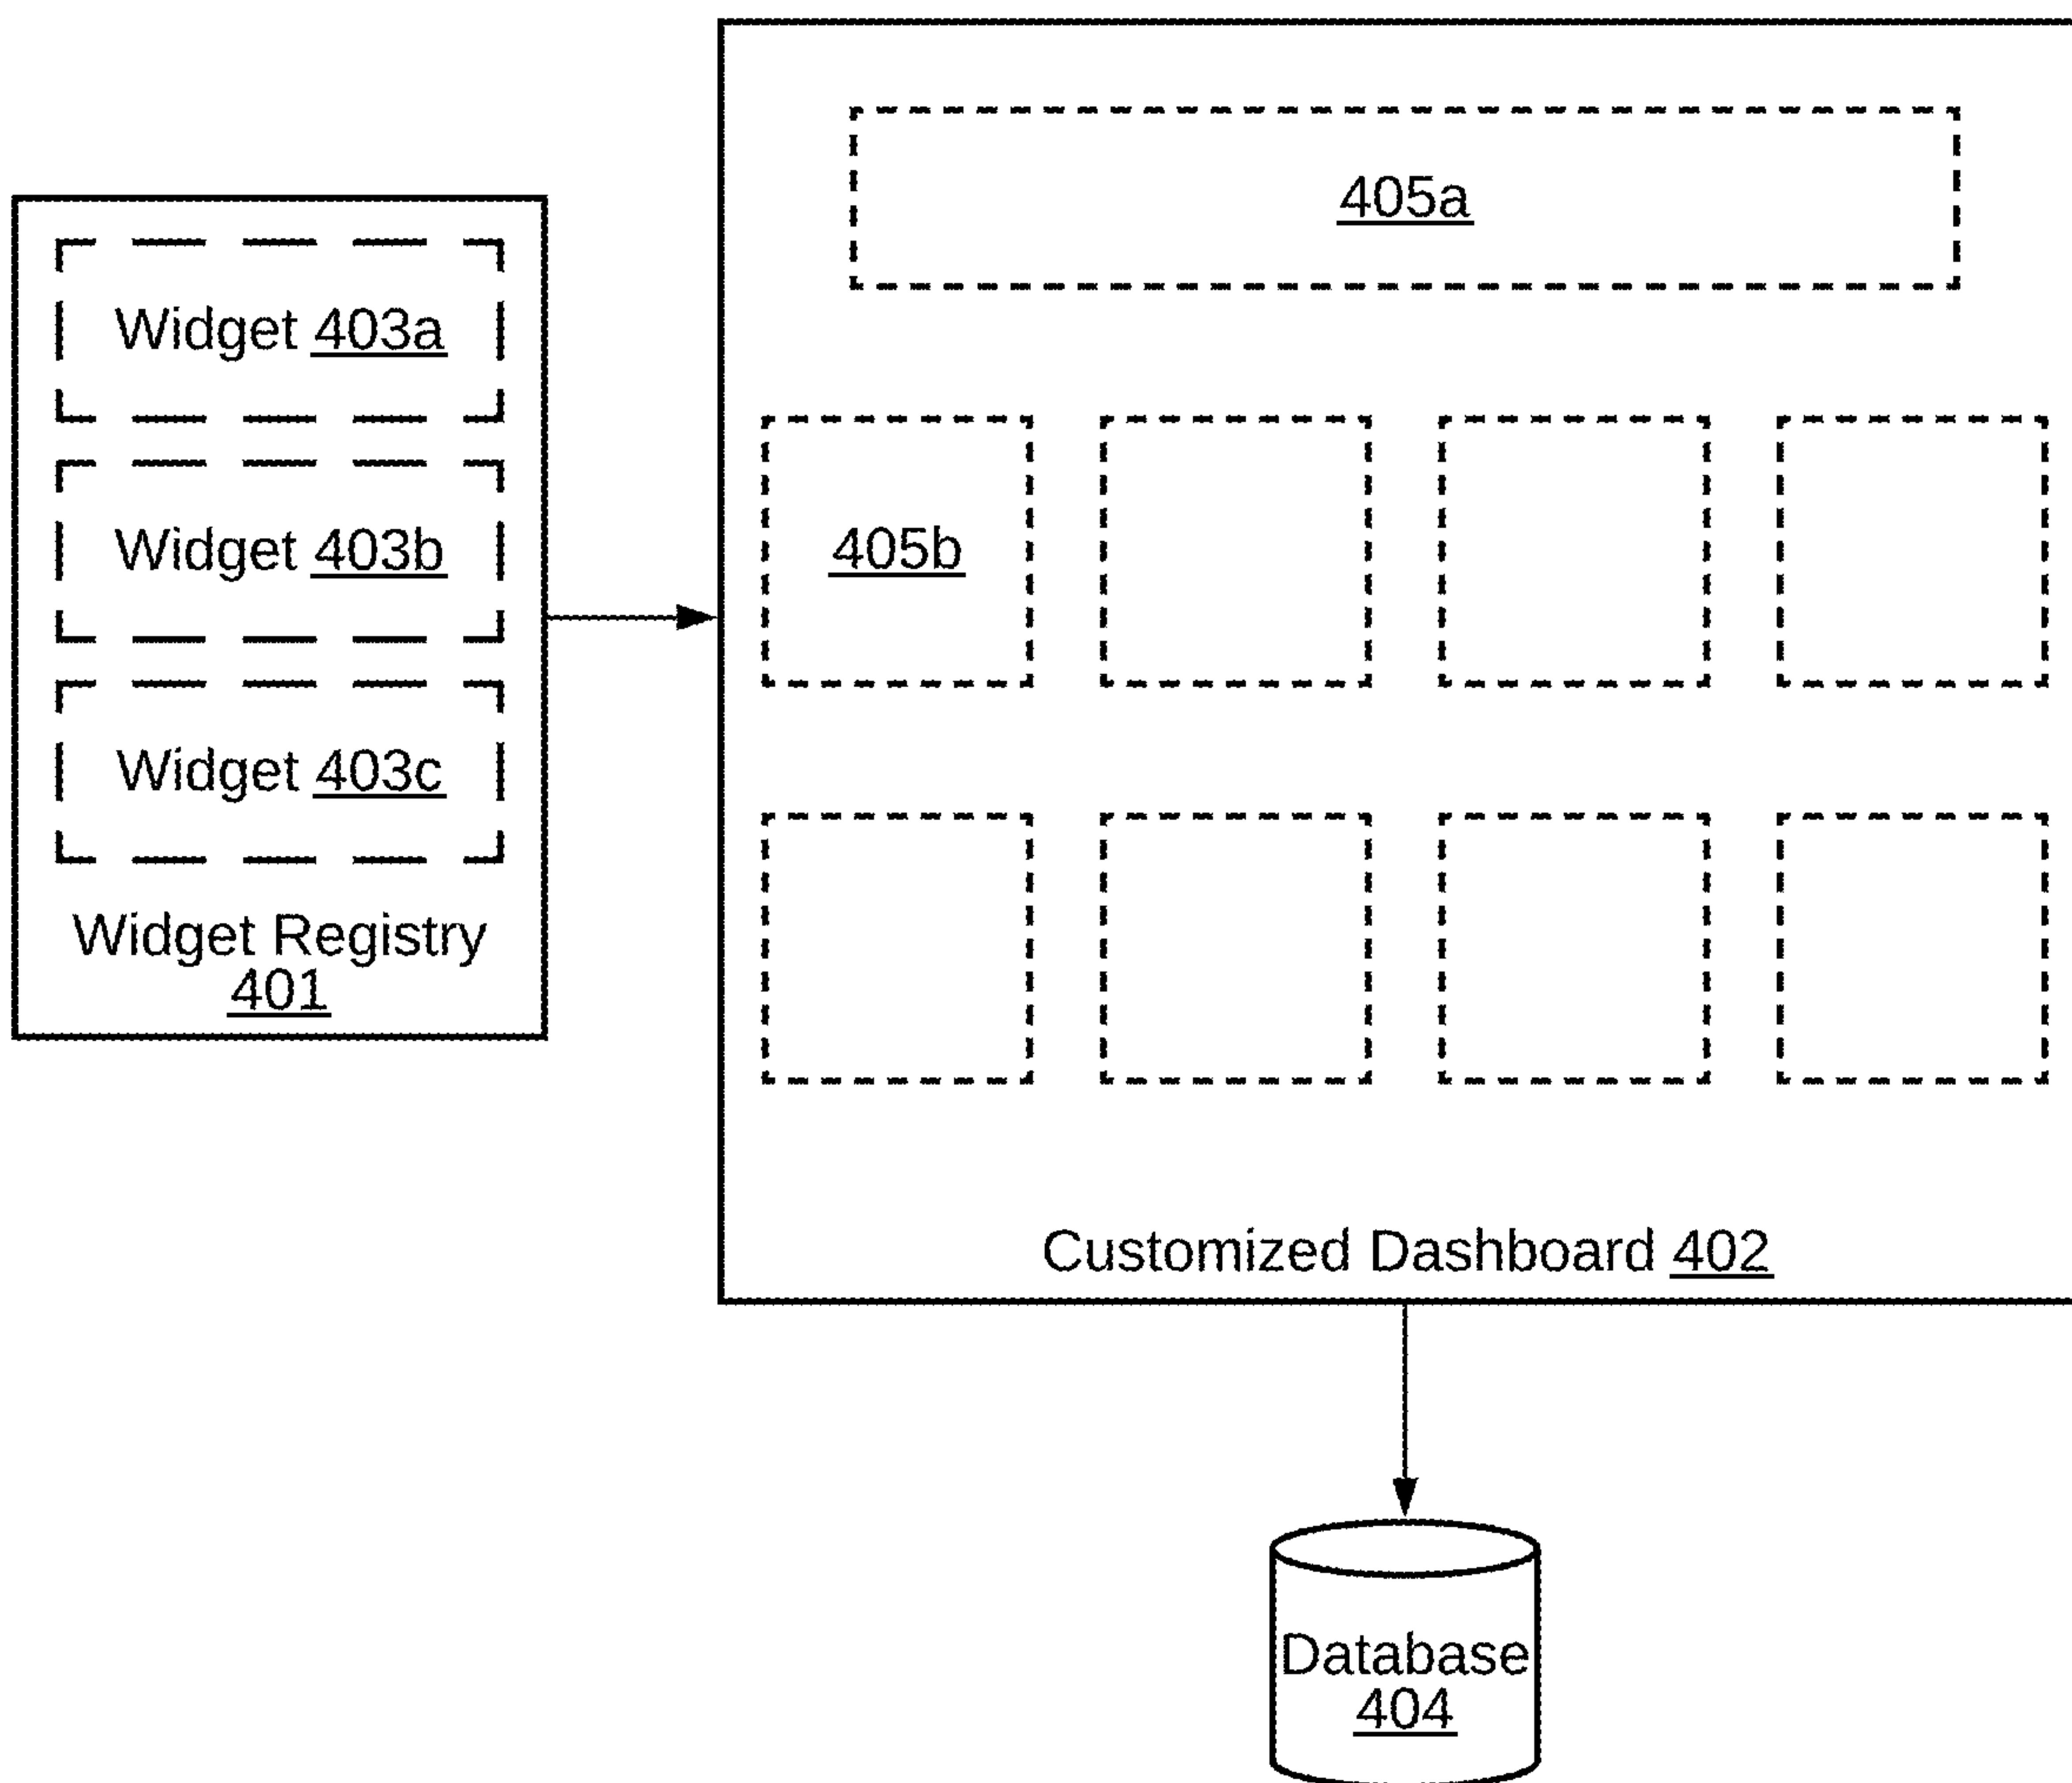 Widget 403a
Widget 403b
Widget 403c
Widget Registry
401
405a
405b
Customized Dashboard 402
Database
404